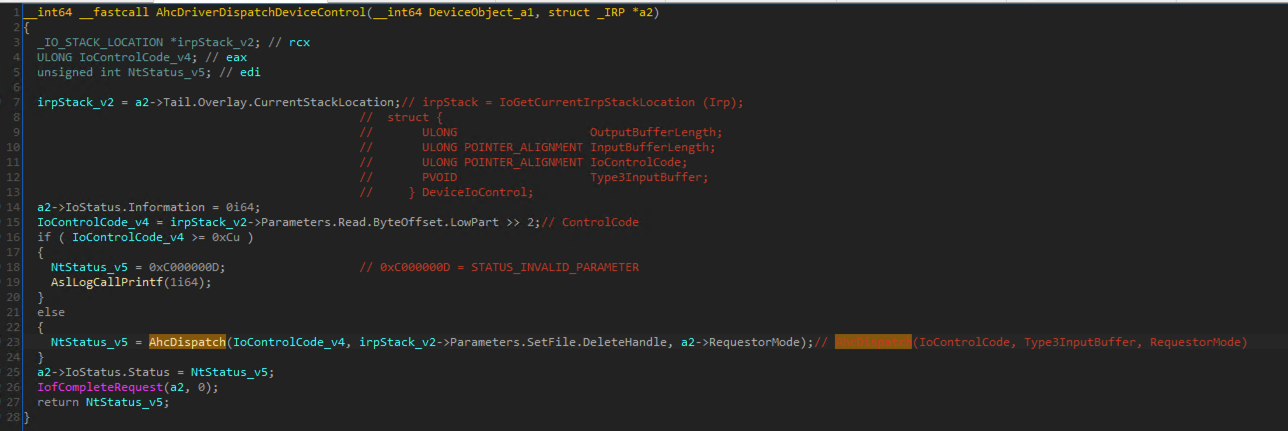 1 __int64 __fastcall AhcDriverDispatchDeviceControl(__int64 DeviceObject_a1, struct _IRP *a2)
2 {
3 _IO_STACK_LOCATION *irpStack_v2; // rcx
4 ULONG IoControlCode_v4; // eax
5 unsigned int NtStatus_v5; // edi
6
7 irpStack_v2 = a2->Tail.Overlay.CurrentStackLocation;// irpStack = IoGetCurrentIrpStackLocation (Irp);
8 // struct {
9 // ULONG OutputBufferLength;
10 // ULONG POINTER_ALIGNMENT InputBufferLength;
11 // ULONG POINTER_ALIGNMENT IoControlCode;
12 // PVOID Type3InputBuffer;
13 // } DeviceIoControl;
14 a2->IoStatus.Information = 0i64;
15 IoControlCode_v4 = irpStack_v2->Parameters.Read.ByteOffset.LowPart >> 2;// ControlCode
16 if ( IoControlCode_v4 >= 0xCu )
17 {
18 NtStatus_v5 = 0xC000000D; // 0xC000000D = STATUS_INVALID_PARAMETER
19 AslLogCallPrintf(1i64);
20 }
21 else
22 {
23 NtStatus_v5 = AhcDispatch(IoControlCode_v4, irpStack_v2->Parameters.SetFile.DeleteHandle, a2->RequestorMode);// AhcDispatch(IoControlCode, Type3InputBuffer, RequestorMode)
24 }
25 a2->IoStatus.Status = NtStatus_v5;
26 IofCompleteRequest(a2, 0);
27 return NtStatus_v5;
28 }